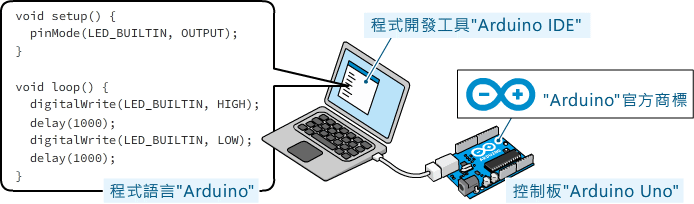 void setup() {
  pinMode(LED_BUILTIN, OUTPUT);
}
void loop() {
  digitalWrite(LED_BUILTIN, HIGH);
  delay(1000);
  digitalWrite(LED_BUILTIN, LOW);
  delay(1000);
}
程式語言"Arduino"
程式開發工具"Arduino IDE"
"Arduino"官方商標
控制板"Arduino Uno"